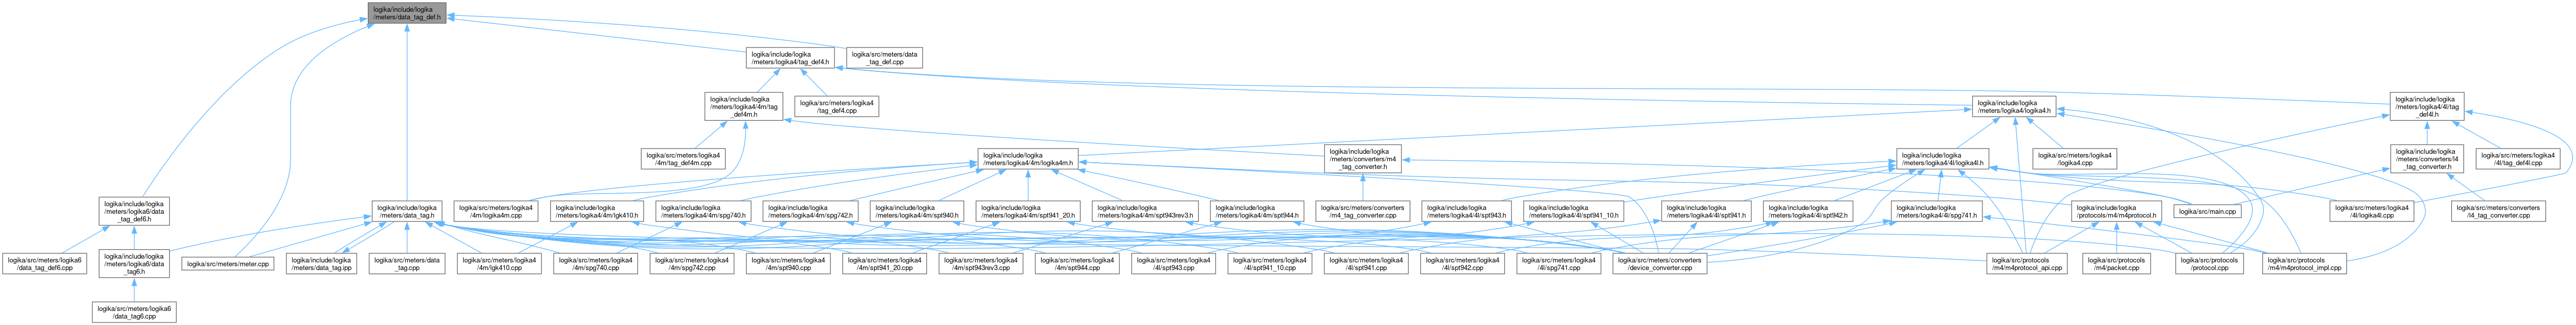 logika/include/logika
/meters/data_tag_def.h
logika/include/logika
/meters/logika4/tag_def4.h
logika/src/meters/data
_tag_def.cpp
logika/include/logika
/meters/logika4/4m/tag
_def4m.h
logika/src/meters/logika4
/tag_def4.cpp
logika/include/logika
/meters/logika4/logika4.h
logika/include/logika
/meters/logika4/4l/tag
_def4l.h
logika/src/meters/logika4
/4m/tag_def4m.cpp
logika/include/logika
/meters/logika4/4m/logika4m.h
logika/include/logika
/meters/converters/m4
_tag_converter.h
logika/include/logika
/meters/logika4/4l/logika4l.h
logika/src/meters/logika4
/logika4.cpp
logika/include/logika
/meters/converters/l4
_tag_converter.h
logika/src/meters/logika4
/4l/tag_def4l.cpp
logika/include/logika
/meters/logika6/data
_tag_def6.h
logika/include/logika
/meters/data_tag.h
logika/src/meters/logika4
/4m/logika4m.cpp
logika/include/logika
/meters/logika4/4m/lgk410.h
logika/include/logika
/meters/logika4/4m/spg740.h
logika/include/logika
/meters/logika4/4m/spg742.h
logika/include/logika
/meters/logika4/4m/spt940.h
logika/include/logika
/meters/logika4/4m/spt941_20.h
logika/include/logika
/meters/logika4/4m/spt943rev3.h
logika/include/logika
/meters/logika4/4m/spt944.h
logika/src/meters/converters
/m4_tag_converter.cpp
logika/include/logika
/meters/logika4/4l/spt943.h
logika/include/logika
/meters/logika4/4l/spt941_10.h
logika/include/logika
/meters/logika4/4l/spt941.h
logika/include/logika
/meters/logika4/4l/spt942.h
logika/include/logika
/meters/logika4/4l/spg741.h
logika/include/logika
/protocols/m4/m4protocol.h
logika/src/main.cpp
logika/src/meters/logika4
/4l/logika4l.cpp
logika/src/meters/converters
/l4_tag_converter.cpp
logika/src/meters/logika6
/data_tag_def6.cpp
logika/include/logika
/meters/logika6/data
_tag6.h
logika/src/meters/meter.cpp
logika/include/logika
/meters/data_tag.ipp
logika/src/meters/data
_tag.cpp
logika/src/meters/logika4
/4m/lgk410.cpp
logika/src/meters/logika4
/4m/spg740.cpp
logika/src/meters/logika4
/4m/spg742.cpp
logika/src/meters/logika4
/4m/spt940.cpp
logika/src/meters/logika4
/4m/spt941_20.cpp
logika/src/meters/logika4
/4m/spt943rev3.cpp
logika/src/meters/logika4
/4m/spt944.cpp
logika/src/meters/logika4
/4l/spt943.cpp
logika/src/meters/logika4
/4l/spt941_10.cpp
logika/src/meters/logika4
/4l/spt941.cpp
logika/src/meters/logika4
/4l/spt942.cpp
logika/src/meters/logika4
/4l/spg741.cpp
logika/src/meters/converters
/device_converter.cpp
logika/src/protocols
/m4/m4protocol_api.cpp
logika/src/protocols
/m4/packet.cpp
logika/src/protocols
/protocol.cpp
logika/src/protocols
/m4/m4protocol_impl.cpp
logika/src/meters/logika6
/data_tag6.cpp